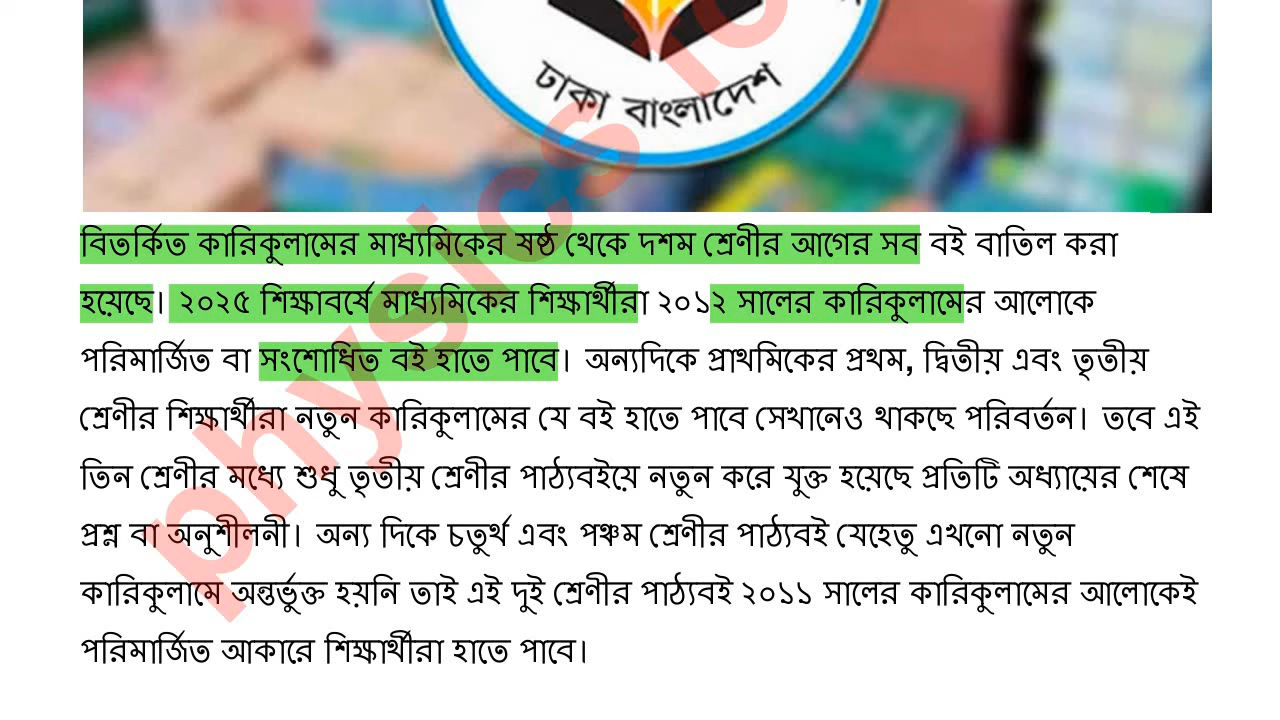 ঢাকা বাংলাদেশ
বিতর্কিত কারিকুলামের মাধ্যমিকের ষষ্ঠ থেকে দশম শ্রেণীর আগের সব বই বাতিল করা
হয়েছে। ২০২৫ শিক্ষাবর্ষে মাধ্যমিকের শিক্ষার্থীরা ২০১২ সালের কারিকুলামের আলোকে
পরিমার্জিত বা সংশোধিত বই হাতে পাবে। অন্যদিকে প্রাথমিকের প্রথম, দ্বিতীয় এবং তৃতীয়
শ্রেণীর শিক্ষার্থীরা নতুন কারিকুলামের যে বই হাতে পাবে সেখানেও থাকছে পরিবর্তন। তবে এই
তিন শ্রেণীর মধ্যে শুধু তৃতীয় শ্রেণীর পাঠ্যবইয়ে নতুন করে যুক্ত হয়েছে প্রতিটি অধ্যায়ের শেষে
প্রশ্ন বা অনুশীলনী। অন্য দিকে চতুর্থ এবং পঞ্চম শ্রেণীর পাঠ্যবই যেহেতু এখনো নতুন
কারিকুলামে অন্তর্ভুক্ত হয়নি তাই এই দুই শ্রেণীর পাঠ্যবই ২০১১ সালের কারিকুলামের আলোকেই
পরিমার্জিত আকারে শিক্ষার্থীরা হাতে পাবে।
physics